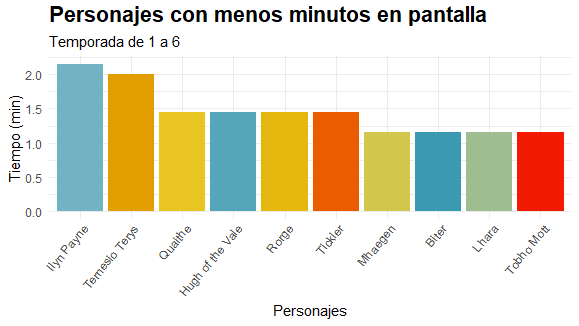 Personajes con menos minutos en pantalla
Temporada de 1 a 6
Tiempo (min)
2.0
1.5
1.0
0.5
0.0
Ilyn Payne
Ternesio Terys
Quaithe
Hugh of the Vale
Rorge
Tickler
Mhaegen
Biter
Lhara
Tobho Mott
Personajes